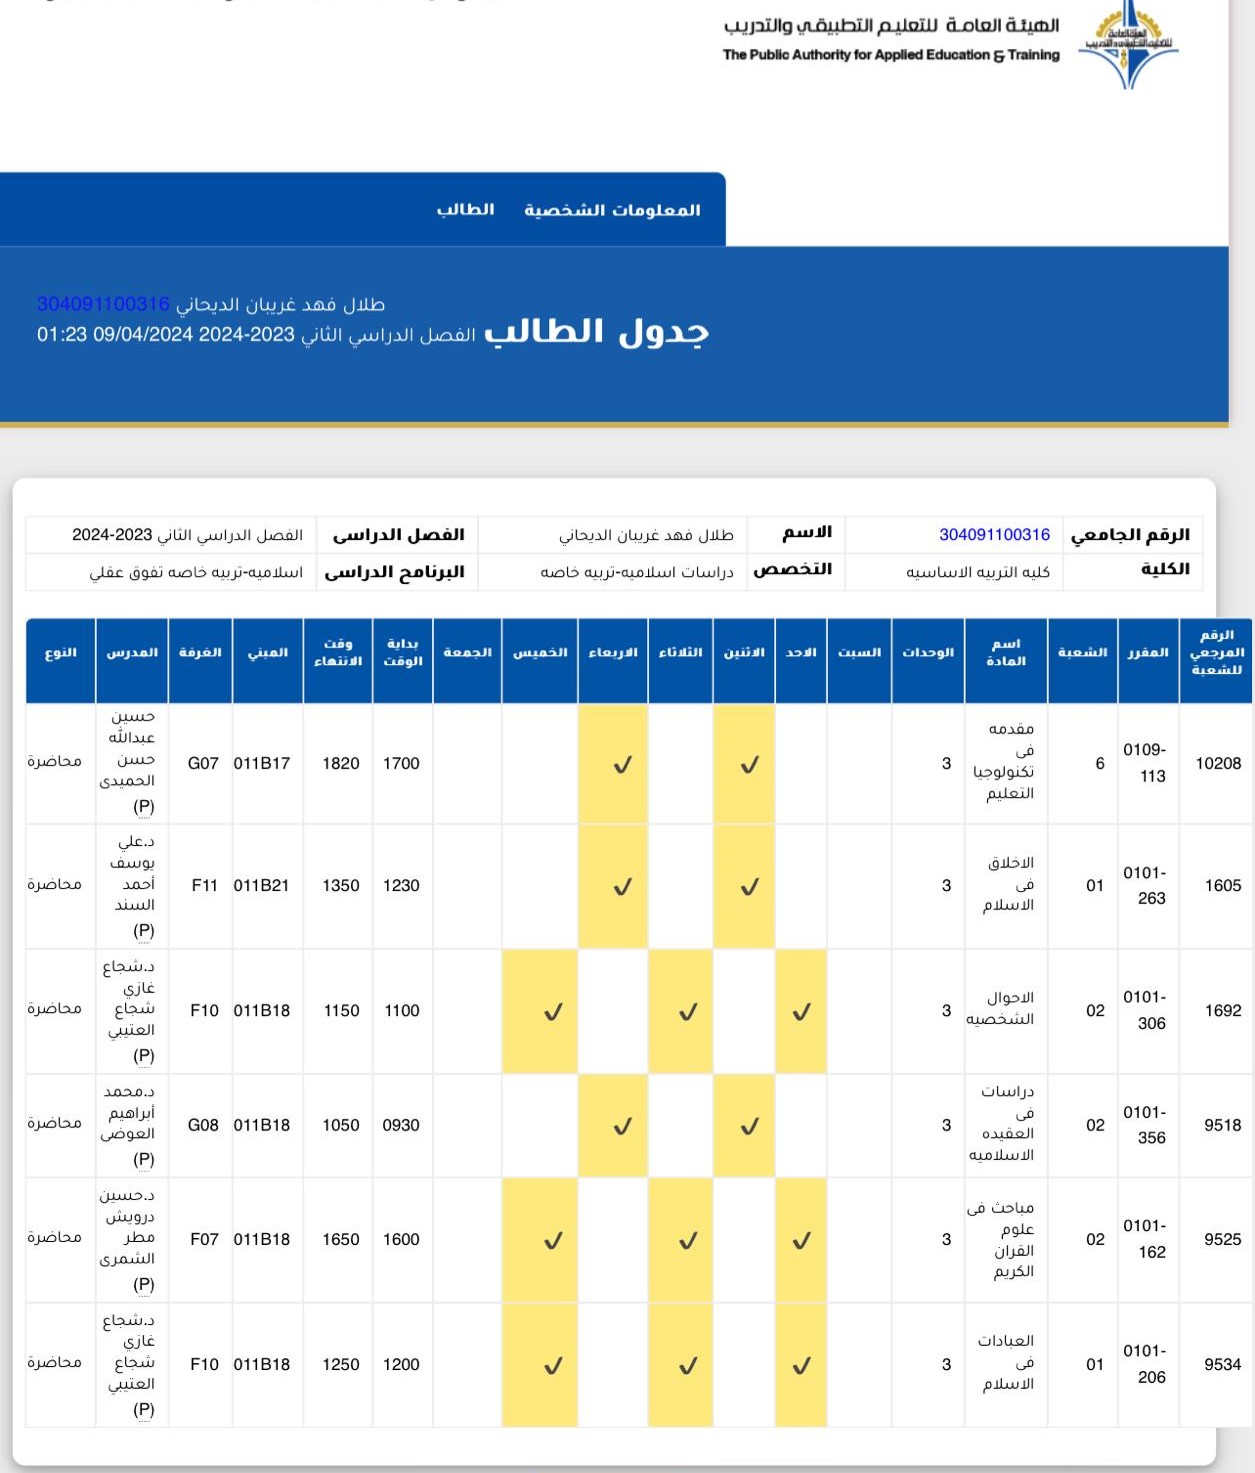 الهيئة العامة للتعليم التطبيقي والتدريب
The Public Authority for Applied Education & Training
المعلومات الشخصية الطالب
طلال فهد غريبان الديحاني 304091100316
جدول الطالب الفصل الدراسي الثاني 2023-2024 09/04/2024 01:23
الرقم الجامعي 304091100316 الاسم طلال فهد غريبان الديحاني الفصل الدراسى الفصل الدراسي الثاني 2023-2024
الكلية كليه التربيه الاساسيه التخصص دراسات اسلاميه-تربيه خاصه البرنامج الدراسى اسلاميه-تربيه خاصه تفوق عقلي
الرقم المرجعي للشعبة المقرر الشعبة اسم المادة الوحدات السبت الاحد الاثنين الثلاثاء الاربعاء الخميس الجمعة بداية الوقت وقت الانتهاء المبني الغرفة المدرس النوع
10208 0109-113 6 مقدمه فى تكنولوجيا التعليم 3 ✓ ✓ 1700 1820 011B17 G07 حسين عبدالله حسن الحميدى (P) محاضرة
1605 0101-263 01 الاخلاق فى الاسلام 3 ✓ ✓ 1230 1350 011B21 F11 د.علي يوسف أحمد السند (P) محاضرة
1692 0101-306 02 الاحوال الشخصيه 3 ✓ ✓ ✓ 1100 1150 011B18 F10 د.شجاع غازي شجاع العتيبي (P) محاضرة
9518 0101-356 02 دراسات فى العقيده الاسلاميه 3 ✓ ✓ 0930 1050 011B18 G08 د.محمد أبراهيم العوضى (P) محاضرة
9525 0101-162 02 مباحث فى علوم القران الكريم 3 ✓ ✓ ✓ 1600 1650 011B18 F07 د.حسين درويش مطر الشمرى (P) محاضرة
9534 0101-206 01 العبادات فى الاسلام 3 ✓ ✓ ✓ 1200 1250 011B18 F10 د.شجاع غازي شجاع العتيبي (P) محاضرة